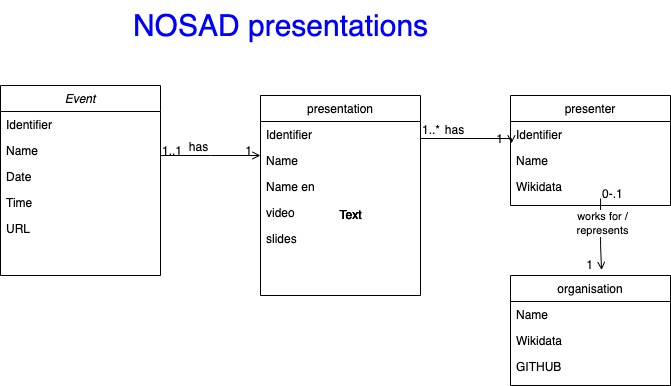 NOSAD presentations
Event
Identifier
Name
Date
Time
URL
1..1 has 1
presentation
Identifier
Name
Name en
video
Text
slides
1..* has 1
presenter
Identifier
Name
Wikidata
0-.1
works for /
represents
1
organisation
Name
Wikidata
GITHUB